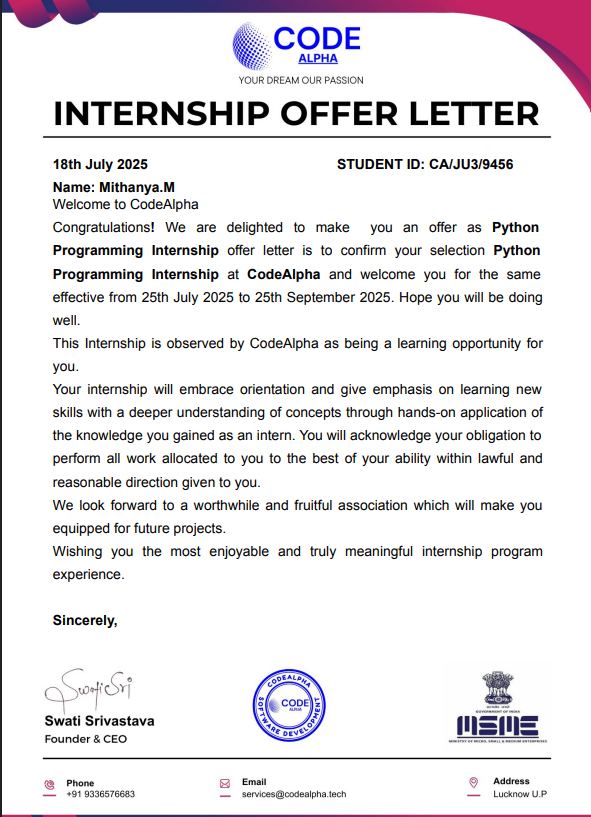 CODE
ALPHA
YOUR DREAM OUR PASSION
INTERNSHIP OFFER LETTER
18th July 2025 STUDENT ID: CA/JU3/9456
Name: Mithanya.M
Welcome to CodeAlpha
Congratulations! We are delighted to make you an offer as Python
Programming Internship offer letter is to confirm your selection Python
Programming Internship at CodeAlpha and welcome you for the same
effective from 25th July 2025 to 25th September 2025. Hope you will be doing
well.
This Internship is observed by CodeAlpha as being a learning opportunity for
you.
Your internship will embrace orientation and give emphasis on learning new
skills with a deeper understanding of concepts through hands-on application of
the knowledge you gained as an intern. You will acknowledge your obligation to
perform all work allocated to you to the best of your ability within lawful and
reasonable direction given to you.
We look forward to a worthwhile and fruitful association which will make you
equipped for future projects.
Wishing you the most enjoyable and truly meaningful internship program
experience.
Sincerely,
Swati Sri
Swati Srivastava
Founder & CEO
CODEALPHA
CODE
ALPHA
SOFTWARE DEVELOPMENT
GOVERNMENT OF INDIA
MSME
MINISTRY OF MICRO, SMALL & MEDIUM ENTERPRISES
Phone
+91 9336576683
Email
services@codealpha.tech
Address
Lucknow U.P